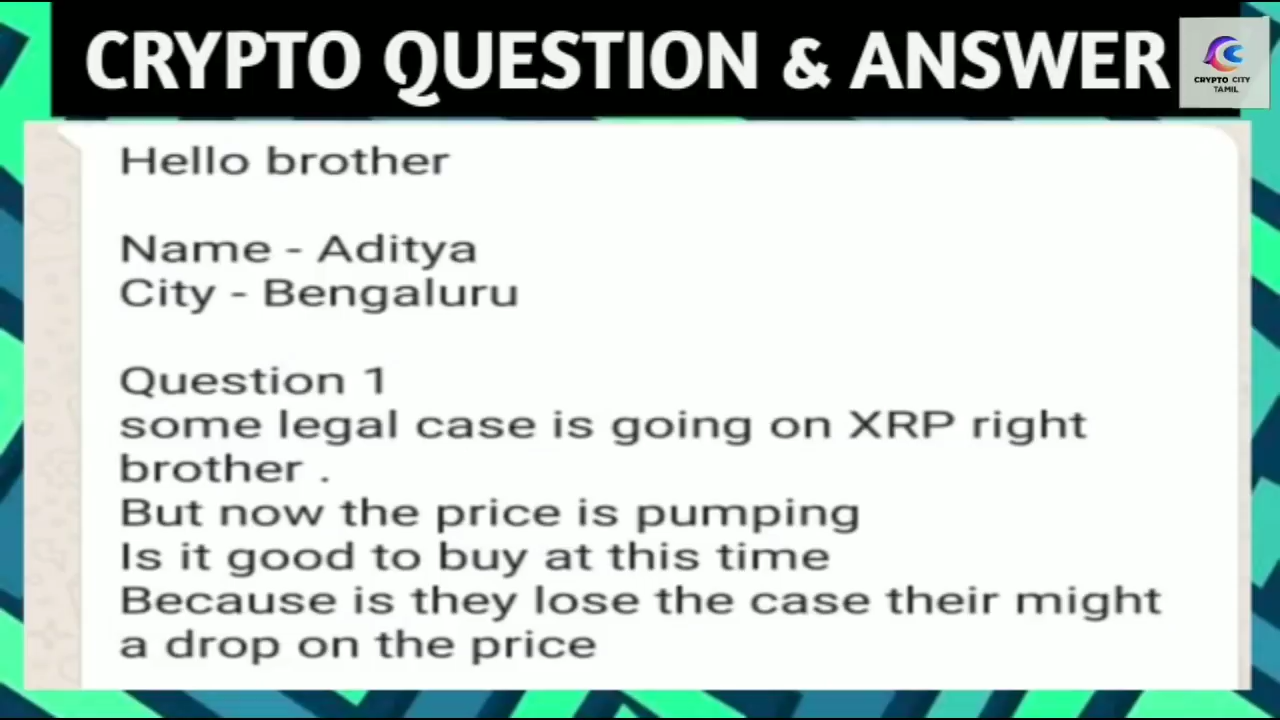 CRYPTO QUESTION & ANSWER
CRYPTO CITY
TAMIL
Hello brother
Name - Aditya
City - Bengaluru
Question 1
some legal case is going on XRP right
brother .
But now the price is pumping
Is it good to buy at this time
Because is they lose the case their might
a drop on the price